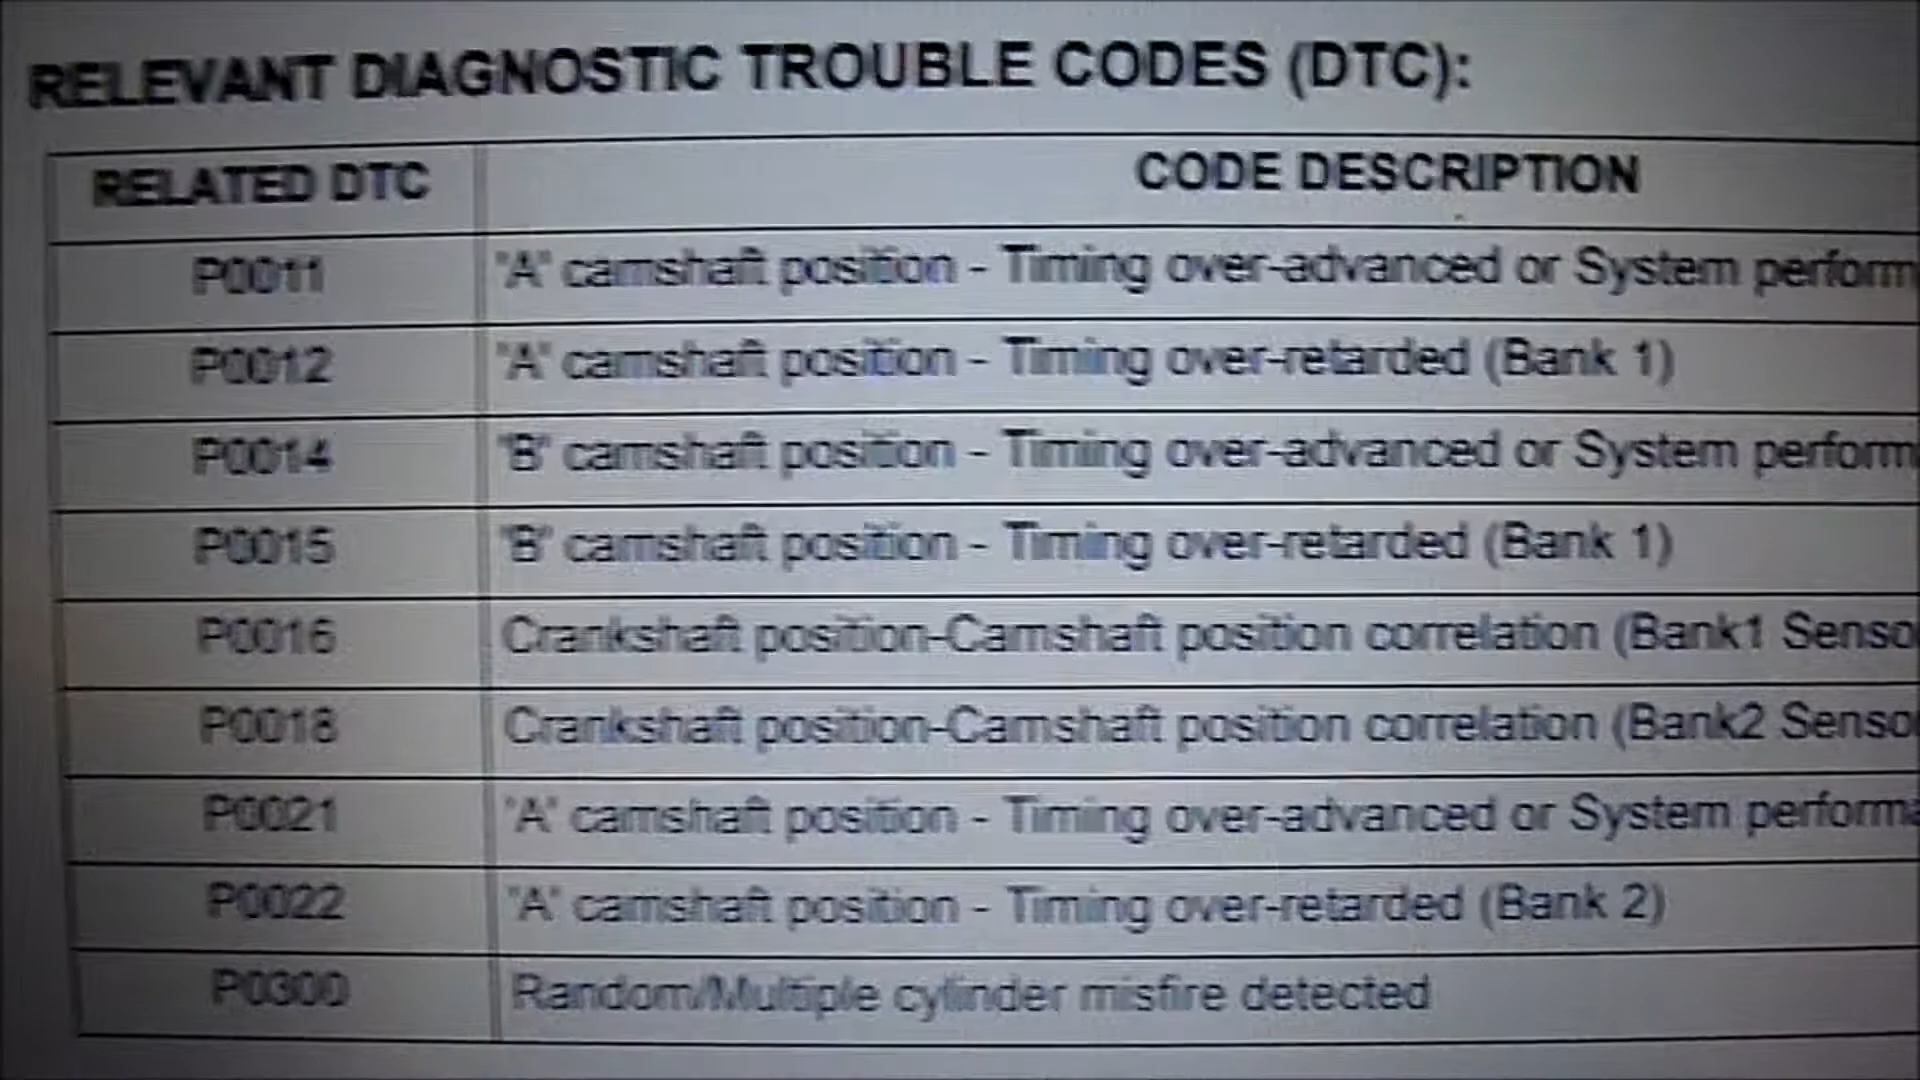 RELEVANT DIAGNOSTIC TROUBLE CODES (DTC):
RELATED DTC CODE DESCRIPTION
P0011 "A" camshaft position - Timing over-advanced or System perform
P0012 "A" camshaft position - Timing over-retarded (Bank 1)
P0014 "B" camshaft position - Timing over-advanced or System perform
P0015 "B" camshaft position - Timing over-retarded (Bank 1)
P0016 Crankshaft position-Camshaft position correlation (Bank1 Senso
P0018 Crankshaft position-Camshaft position correlation (Bank2 Senso
P0021 "A" camshaft position - Timing over-advanced or System performa
P0022 "A" camshaft position - Timing over-retarded (Bank 2)
P0300 Random/Multiple cylinder misfire detected